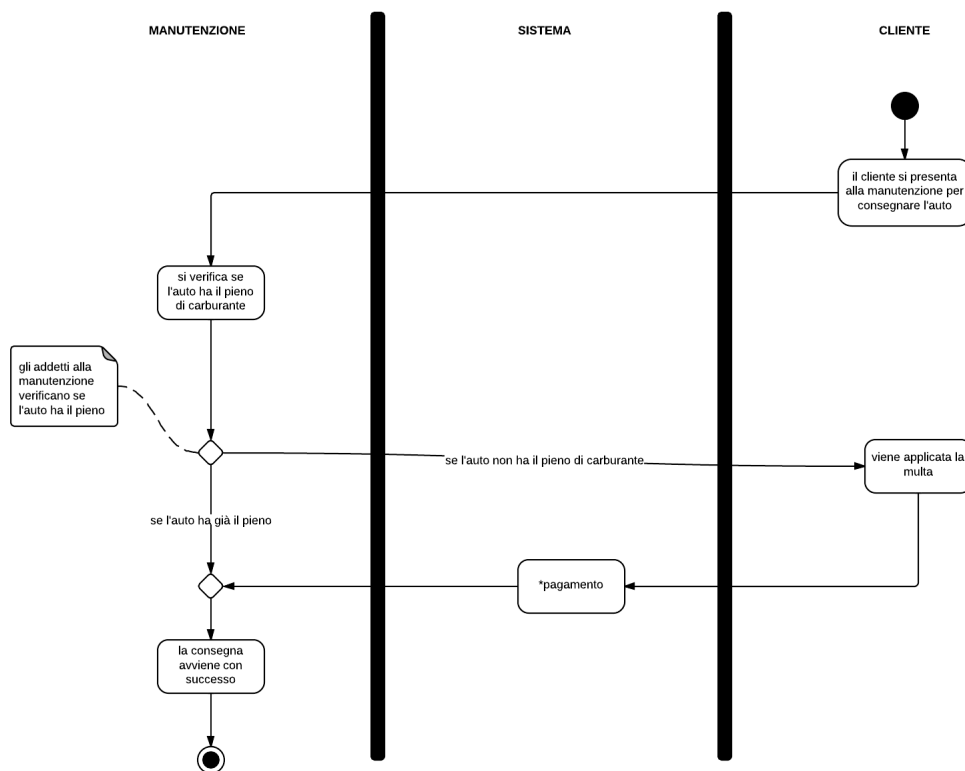 MANUTENZIONE
SISTEMA
CLIENTE
il cliente si presenta
alla manutenzione per
consegnare l'auto
si verifica se
l'auto ha il pieno
di carburante
gli addetti alla
manutenzione
verificano se
l'auto ha il pieno
se l'auto non ha il pieno di carburante
viene applicata la
multa
se l'auto ha già il pieno
*pagamento
la consegna
avviene con
successo